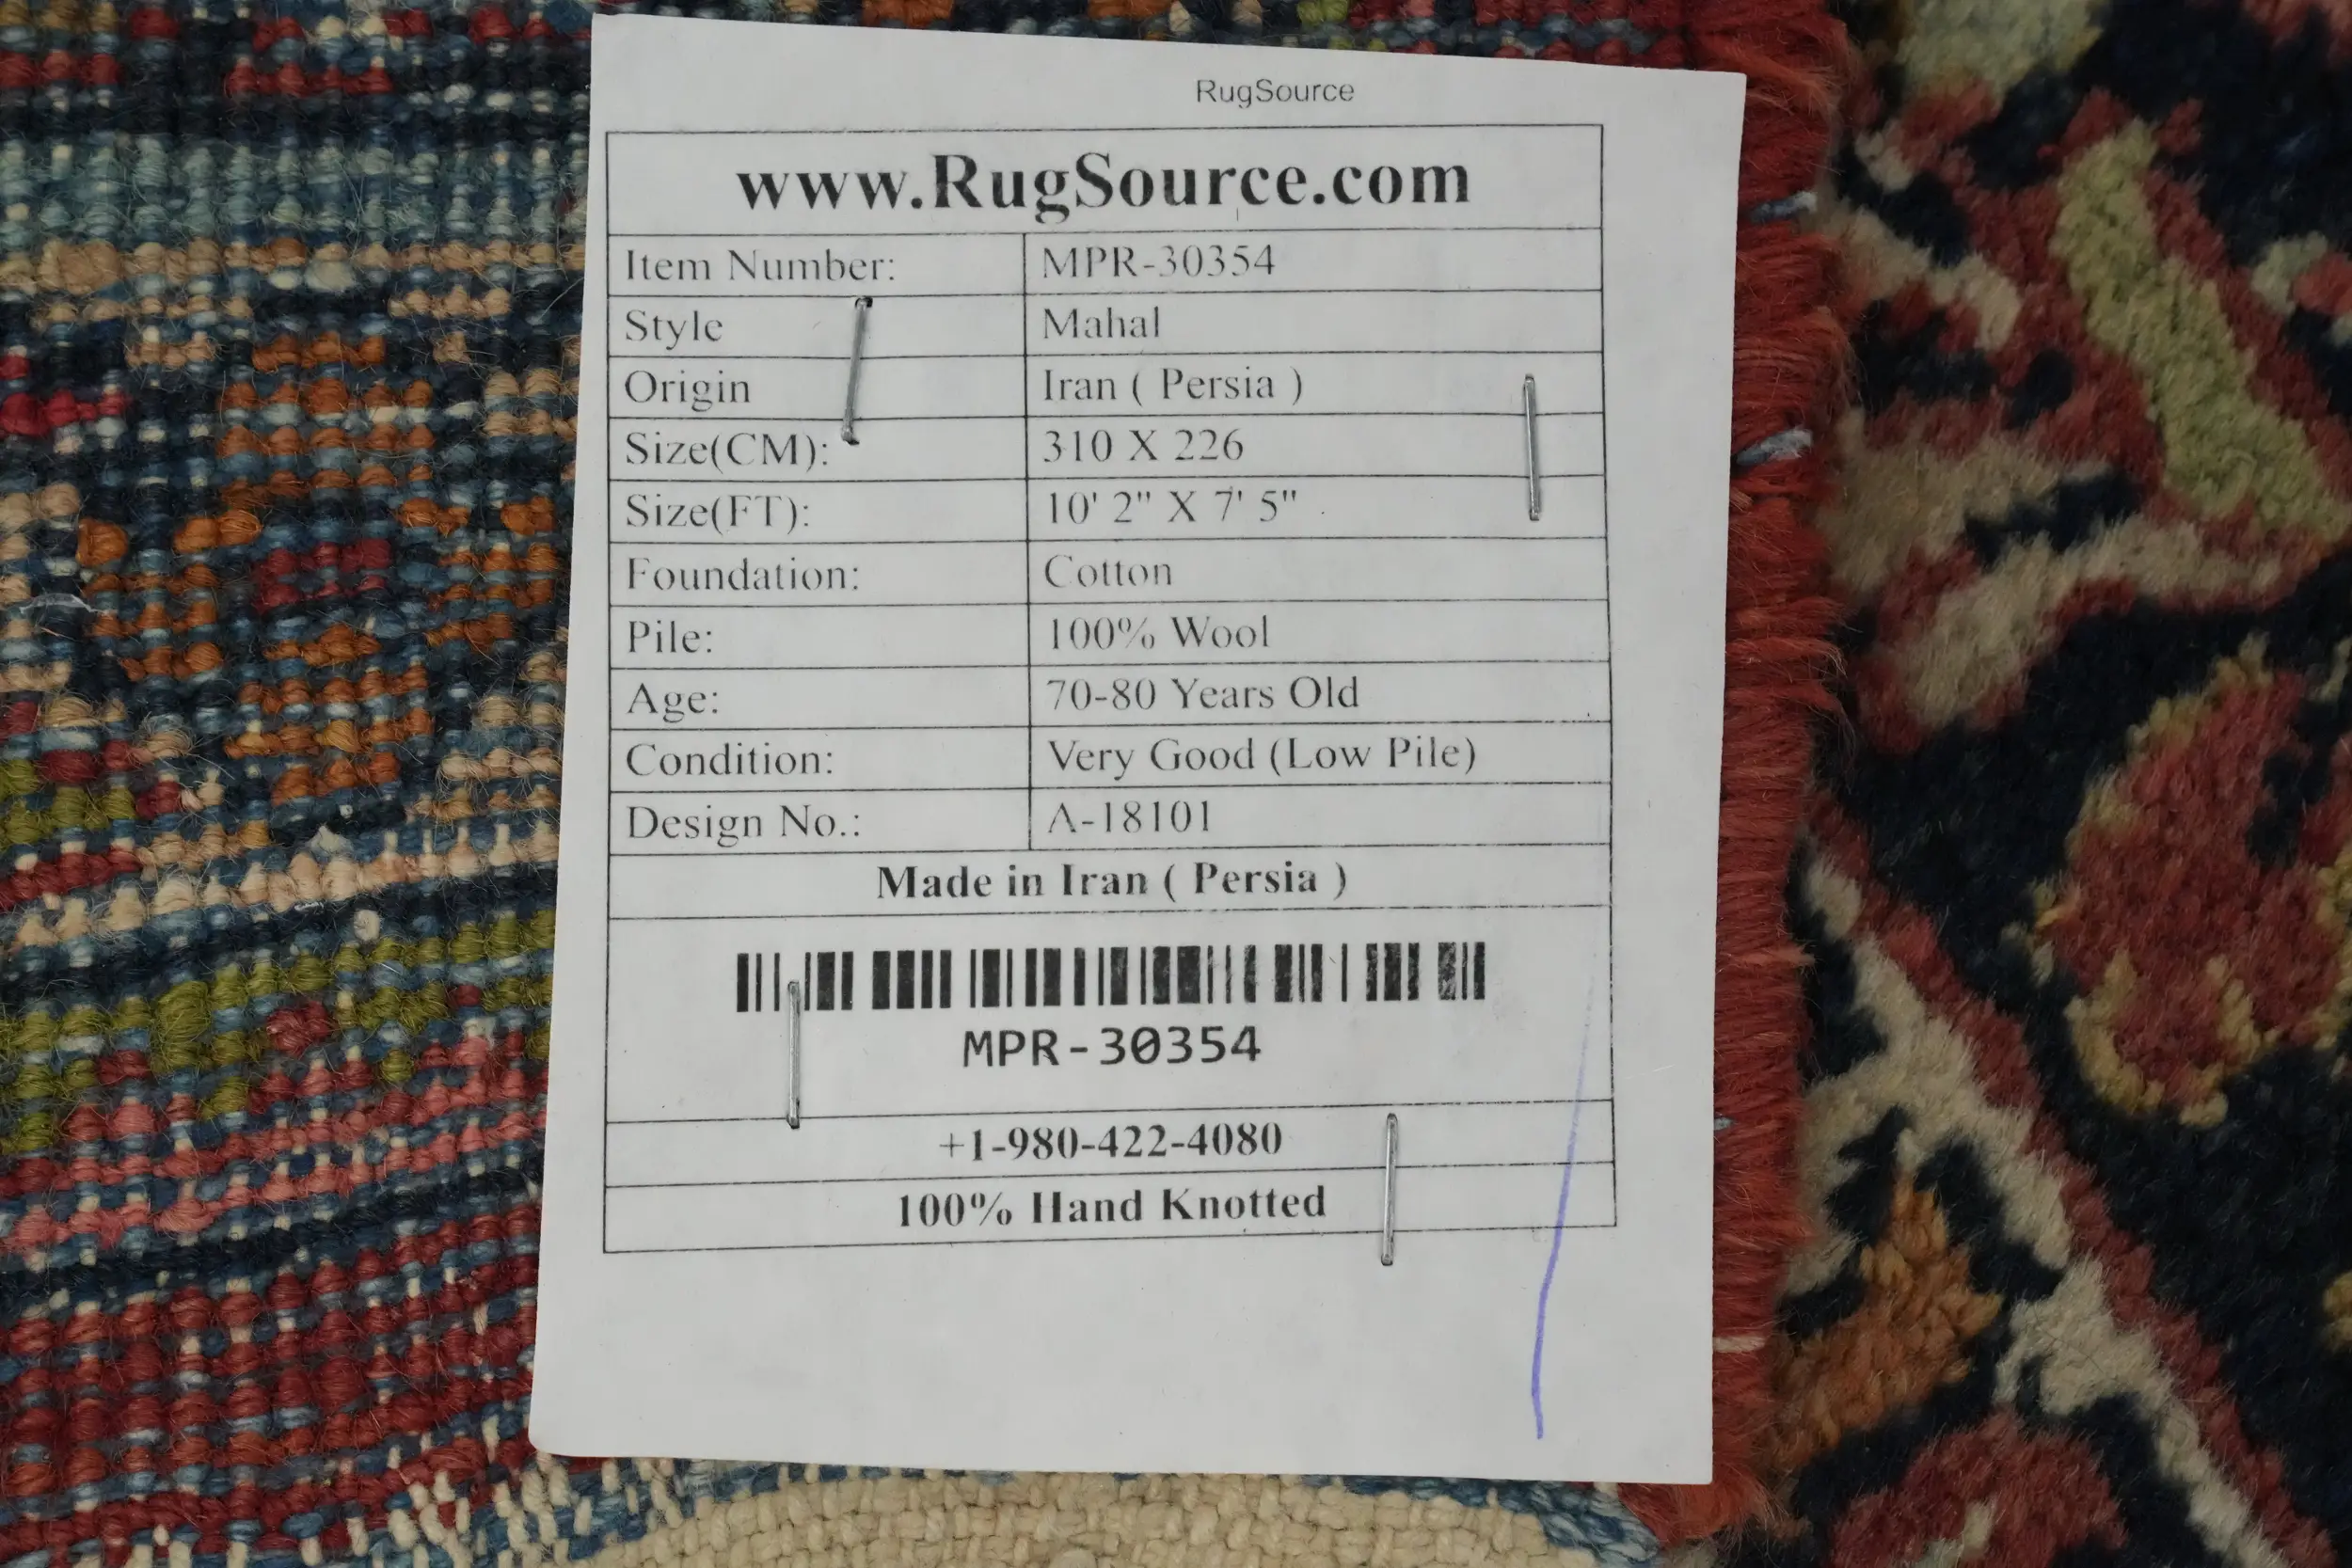 RugSource
www.RugSource.com
Item Number: MPR-30354
Style Mahal
Origin Iran ( Persia )
Size(CM): 310 X 226
Size(FT): 10' 2" X 7' 5"
Foundation: Cotton
Pile: 100% Wool
Age: 70-80 Years Old
Condition: Very Good (Low Pile)
Design No.: A-18101
Made in Iran ( Persia )
MPR-30354
+1-980-422-4080
100% Hand Knotted